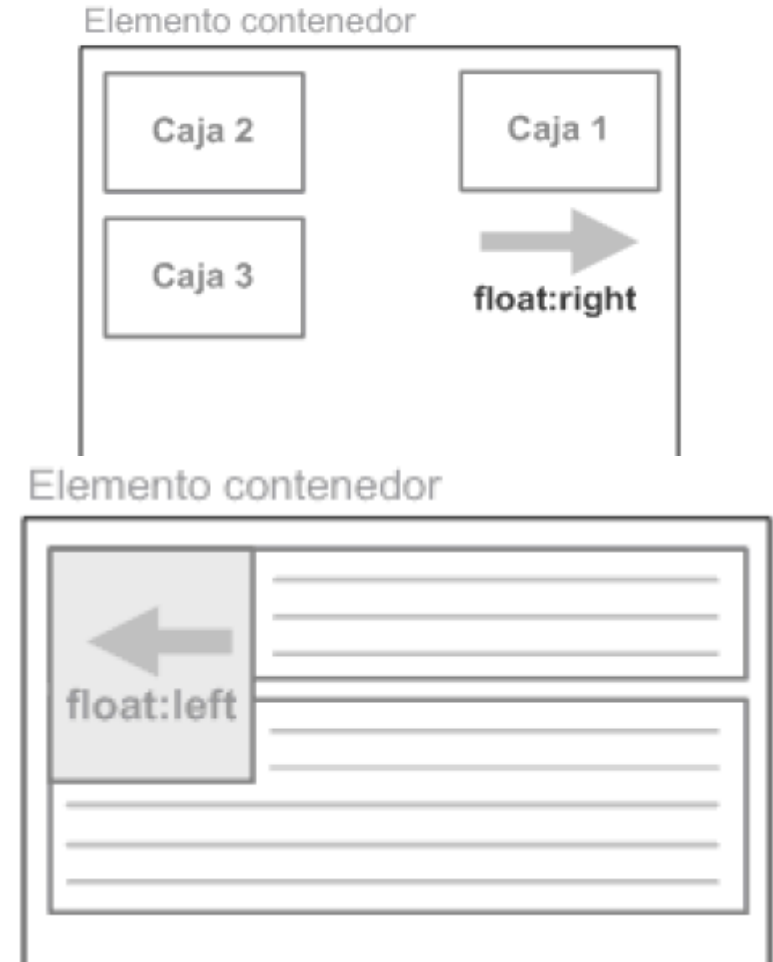 Elemento contenedor
Caja 2
Caja 1
Caja 3
float:right
Elemento contenedor
float:left